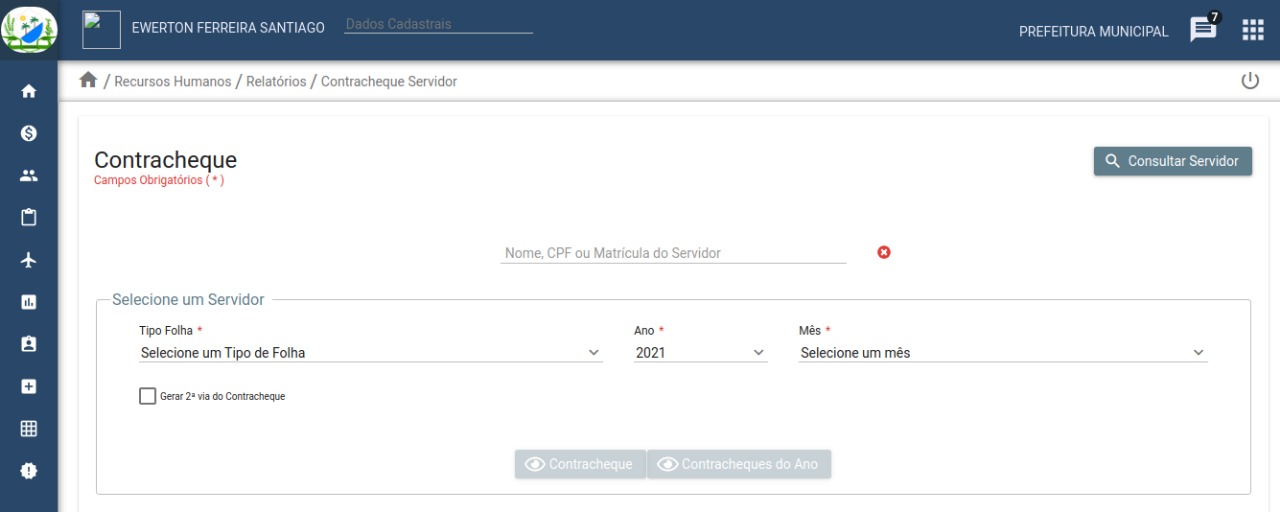 EWERTON FERREIRA SANTIAGO
Dados Cadastrais
PREFEITURA MUNICIPAL
7
/ Recursos Humanos / Relatórios / Contracheque Servidor
Contracheque
Campos Obrigatórios ( * )
Consultar Servidor
Nome, CPF ou Matrícula do Servidor
Selecione um Servidor
Tipo Folha *
Ano *
Mês *
Selecione um Tipo de Folha
2021
Selecione um mês
Gerar 2ª via do Contracheque
Contracheque
Contracheques do Ano